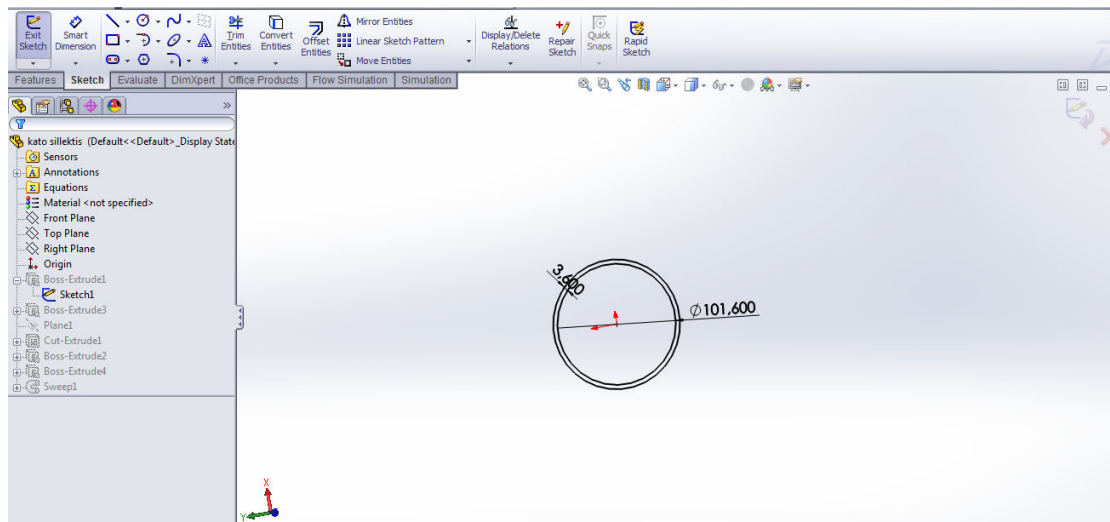 Exit Sketch
Smart Dimension
Trim Entities
Convert Entities
Offset Entities
Mirror Entities
Linear Sketch Pattern
Move Entities
Display/Delete Relations
Repair Sketch
Quick Snaps
Rapid Sketch
Features Sketch Evaluate DimXpert Office Products Flow Simulation Simulation
kato sillektis (Default<<Default>_Display State
Sensors
A Annotations
Σ Equations
Material <not specified>
Front Plane
Top Plane
Right Plane
Origin
Boss-Extrude1
Sketch1
Boss-Extrude3
Plane1
Cut-Extrude1
Boss-Extrude2
Boss-Extrude4
Sweep1
3,600
∅101,600
X
Y